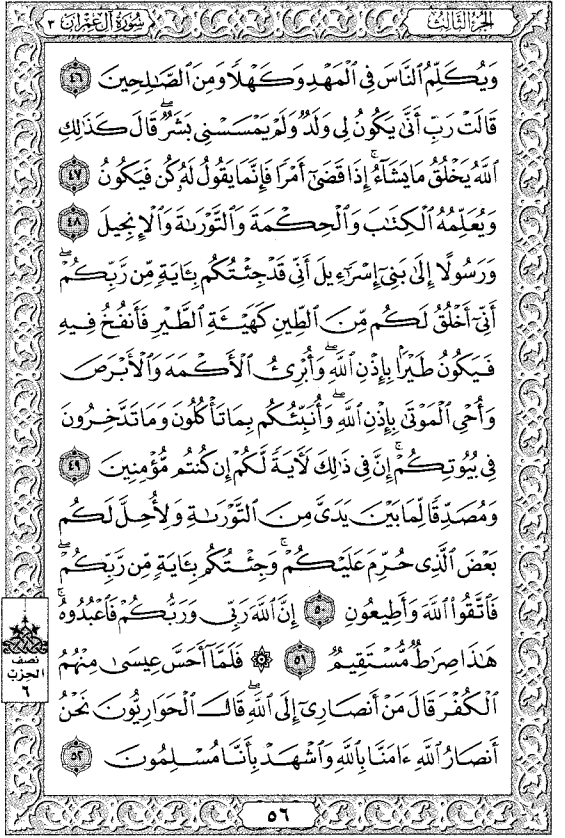 الجزء الثالث
سورة آل عمران ٣
وَيُكَلِّمُ ٱلنَّاسَ فِي ٱلْمَهْدِ وَكَهْلًا وَمِنَ ٱلصَّٰلِحِينَ ٤٦
قَالَتْ رَبِّ أَنَّىٰ يَكُونُ لِي وَلَدٌ وَلَمْ يَمْسَسْنِي بَشَرٌ ۖ قَالَ كَذَٰلِكِ
ٱللَّهُ يَخْلُقُ مَا يَشَآءُ ۚ إِذَا قَضَىٰٓ أَمْرًا فَإِنَّمَا يَقُولُ لَهُۥ كُن فَيَكُونُ ٤٧
وَيُعَلِّمُهُ ٱلْكِتَٰبَ وَٱلْحِكْمَةَ وَٱلتَّوْرَىٰةَ وَٱلْإِنجِيلَ ٤٨
وَرَسُولًا إِلَىٰ بَنِيٓ إِسْرَٰٓءِيلَ أَنِّي قَدْ جِئْتُكُم بِـَٔايَةٍ مِّن رَّبِّكُمْ ۖ
أَنِّيٓ أَخْلُقُ لَكُم مِّنَ ٱلطِّينِ كَهَيْـَٔةِ ٱلطَّيْرِ فَأَنفُخُ فِيهِ
فَيَكُونُ طَيْرًۢا بِإِذْنِ ٱللَّهِ ۖ وَأُبْرِئُ ٱلْأَكْمَهَ وَٱلْأَبْرَصَ
وَأُحْيِ ٱلْمَوْتَىٰ بِإِذْنِ ٱللَّهِ ۖ وَأُنَبِّئُكُم بِمَا تَأْكُلُونَ وَمَا تَدَّخِرُونَ
فِي بُيُوتِكُمْ ۚ إِنَّ فِي ذَٰلِكَ لَـَٔايَةً لَّكُمْ إِن كُنتُم مُّؤْمِنِينَ ٤٩
وَمُصَدِّقًا لِّمَا بَيْنَ يَدَيَّ مِنَ ٱلتَّوْرَىٰةِ وَلِأُحِلَّ لَكُم
بَعْضَ ٱلَّذِي حُرِّمَ عَلَيْكُمْ ۚ وَجِئْتُكُم بِـَٔايَةٍ مِّن رَّبِّكُمْ
فَٱتَّقُوا۟ ٱللَّهَ وَأَطِيعُونِ ٥٠ إِنَّ ٱللَّهَ رَبِّي وَرَبُّكُمْ فَٱعْبُدُوهُ ۗ
هَٰذَا صِرَٰطٌ مُّسْتَقِيمٌ ٥١ ۞ فَلَمَّآ أَحَسَّ عِيسَىٰ مِنْهُمُ
ٱلْكُفْرَ قَالَ مَنْ أَنصَارِيٓ إِلَى ٱللَّهِ ۖ قَالَ ٱلْحَوَارِيُّونَ نَحْنُ
أَنصَارُ ٱللَّهِ ءَامَنَّا بِٱللَّهِ وَٱشْهَدْ بِأَنَّا مُسْلِمُونَ ٥٢
نصف
الحزب
٦
٥٦